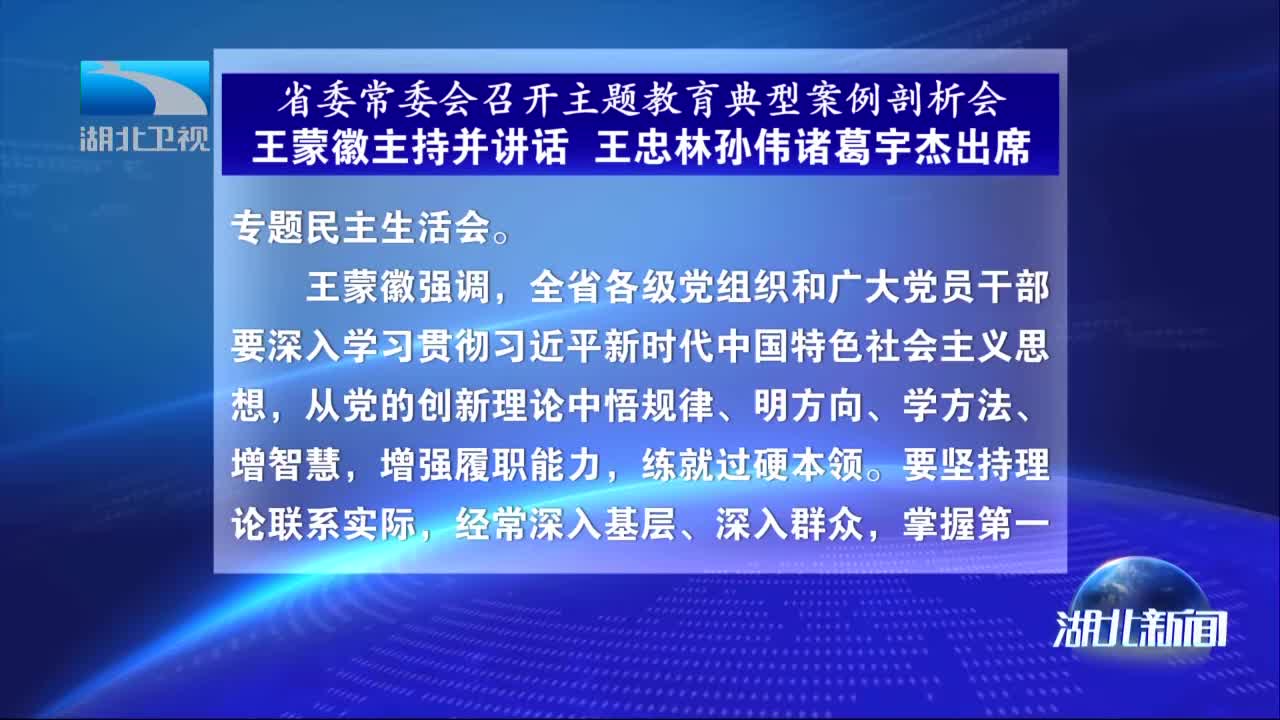 湖北卫视
省委常委会召开主题教育典型案例剖析会
王蒙徽主持并讲话 王忠林孙伟诸葛宇杰出席
专题民主生活会。
王蒙徽强调，全省各级党组织和广大党员干部
要深入学习贯彻习近平新时代中国特色社会主义思
想，从党的创新理论中悟规律、明方向、学方法、
增智慧，增强履职能力，练就过硬本领。要坚持理
论联系实际，经常深入基层、深入群众，掌握第一
湖北新闻